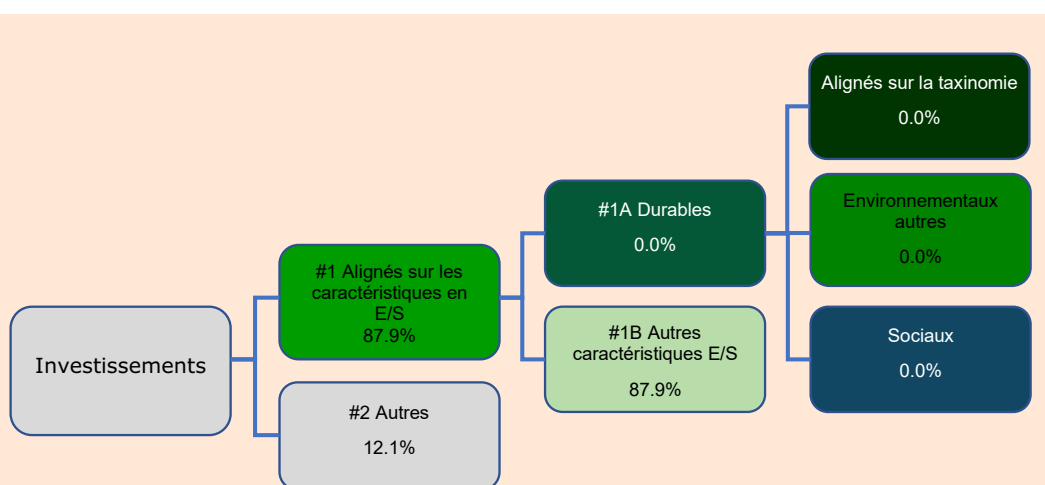 Investissements
#1 Alignés sur les
caractéristiques en
E/S
87.9%
#2 Autres
12.1%
#1A Durables
0.0%
#1B Autres
caractéristiques E/S
87.9%
Alignés sur la taxinomie
0.0%
Environnementaux
autres
0.0%
Sociaux
0.0%